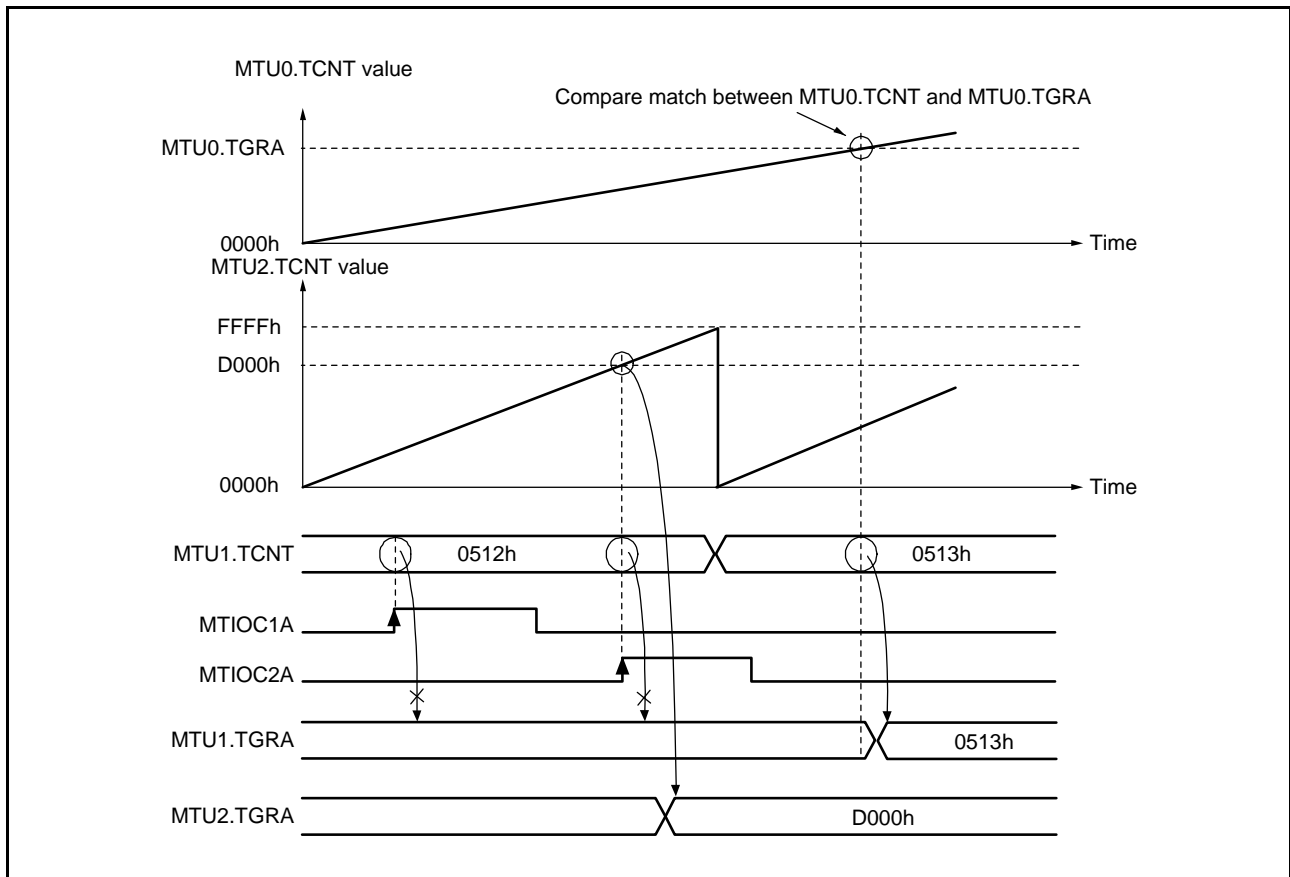 MTU0.TCNT value
Compare match between MTU0.TCNT and MTU0.TGRA
MTU0.TGRA
0000h
Time
MTU2.TCNT value
FFFFh
D000h
0000h
Time
MTU1.TCNT
0512h
0513h
MTIOC1A
MTIOC2A
MTU1.TGRA
0513h
MTU2.TGRA
D000h